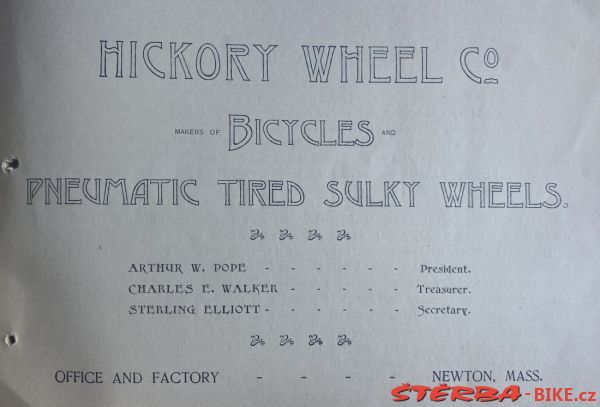 HICKORY WHEEL CO
MAKERS OF BICYCLES AND
PNEUMATIC TIRED SULKY WHEELS.
ARTHUR W. POPE - - - - - - President.
CHARLES E. WALKER - - - - - Treasurer.
STERLING ELLIOTT - - - - - - Secretary.
OFFICE AND FACTORY - - - - NEWTON, MASS.
ŠTĚRBA-BIKE.cz